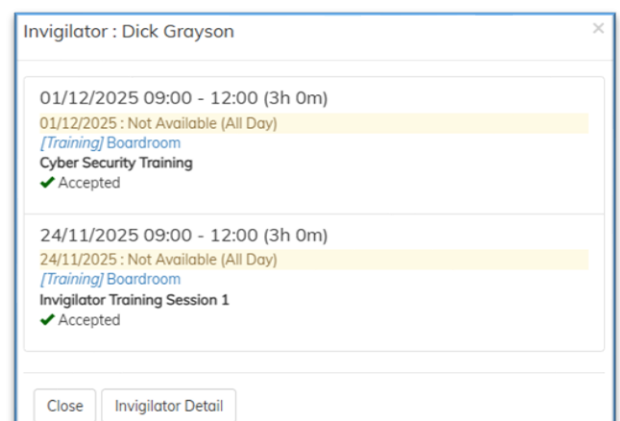 Invigilator : Dick Grayson
×
01/12/2025 09:00 - 12:00 (3h 0m)
01/12/2025 : Not Available (All Day)
[Training] Boardroom
Cyber Security Training
✔ Accepted
24/11/2025 09:00 - 12:00 (3h 0m)
24/11/2025 : Not Available (All Day)
[Training] Boardroom
Invigilator Training Session 1
✔ Accepted
Close
Invigilator Detail